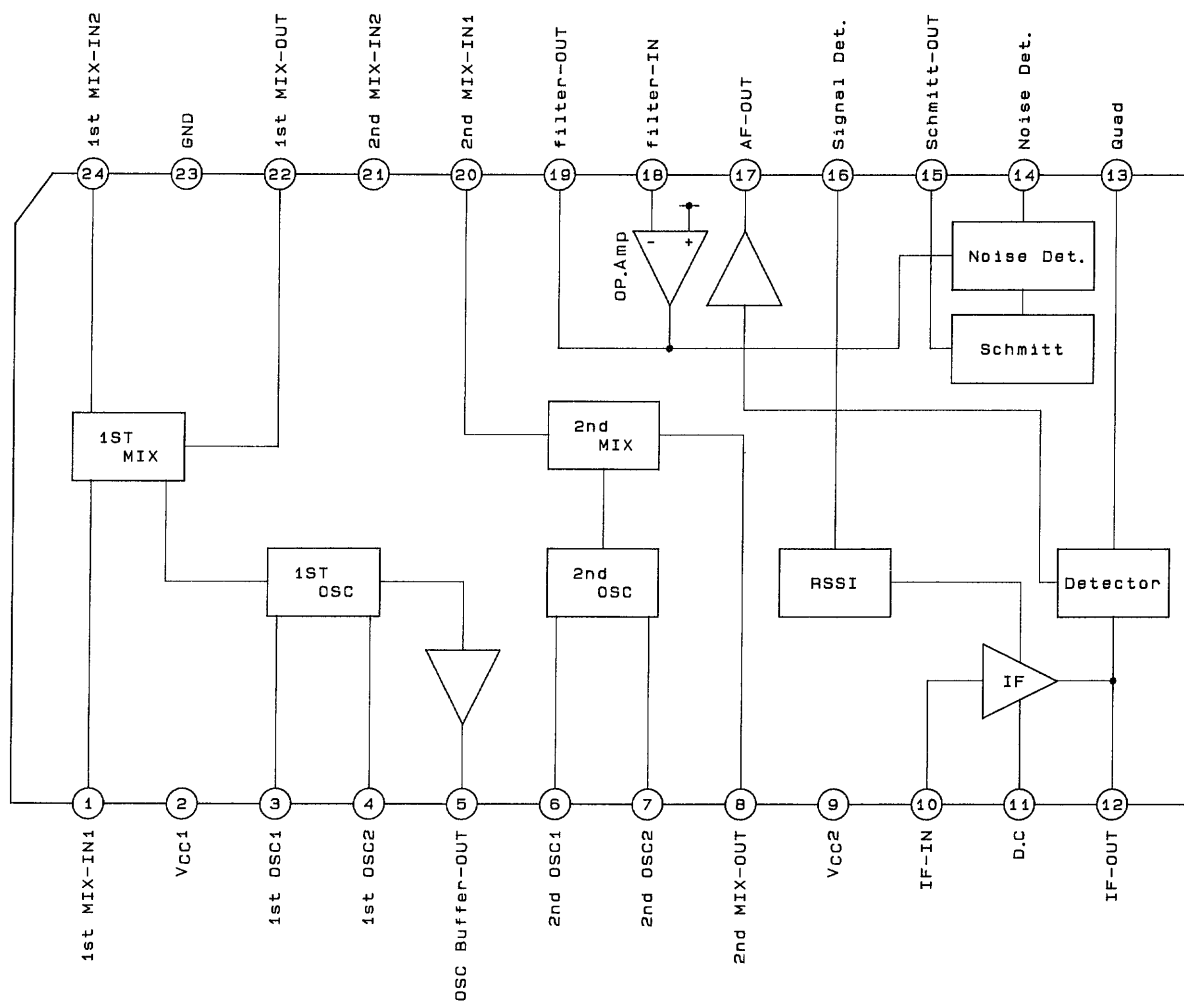 1st MIX-IN2
GND
1st MIX-OUT
2nd MIX-IN2
2nd MIX-IN1
filter-OUT
filter-IN
AF-OUT
Signal Det.
Schmitt-OUT
Noise Det.
Quad
24
23
22
21
20
19
18
17
16
15
14
13
OP.Amp
-
+
Noise Det.
Schmitt
1ST
MIX
2nd
MIX
1ST
OSC
2nd
OSC
RSSI
Detector
IF
1
2
3
4
5
6
7
8
9
10
11
12
1st MIX-IN1
VCC1
1st OSC1
1st OSC2
OSC Buffer-OUT
2nd OSC1
2nd OSC2
2nd MIX-OUT
VCC2
IF-IN
D.C
IF-OUT